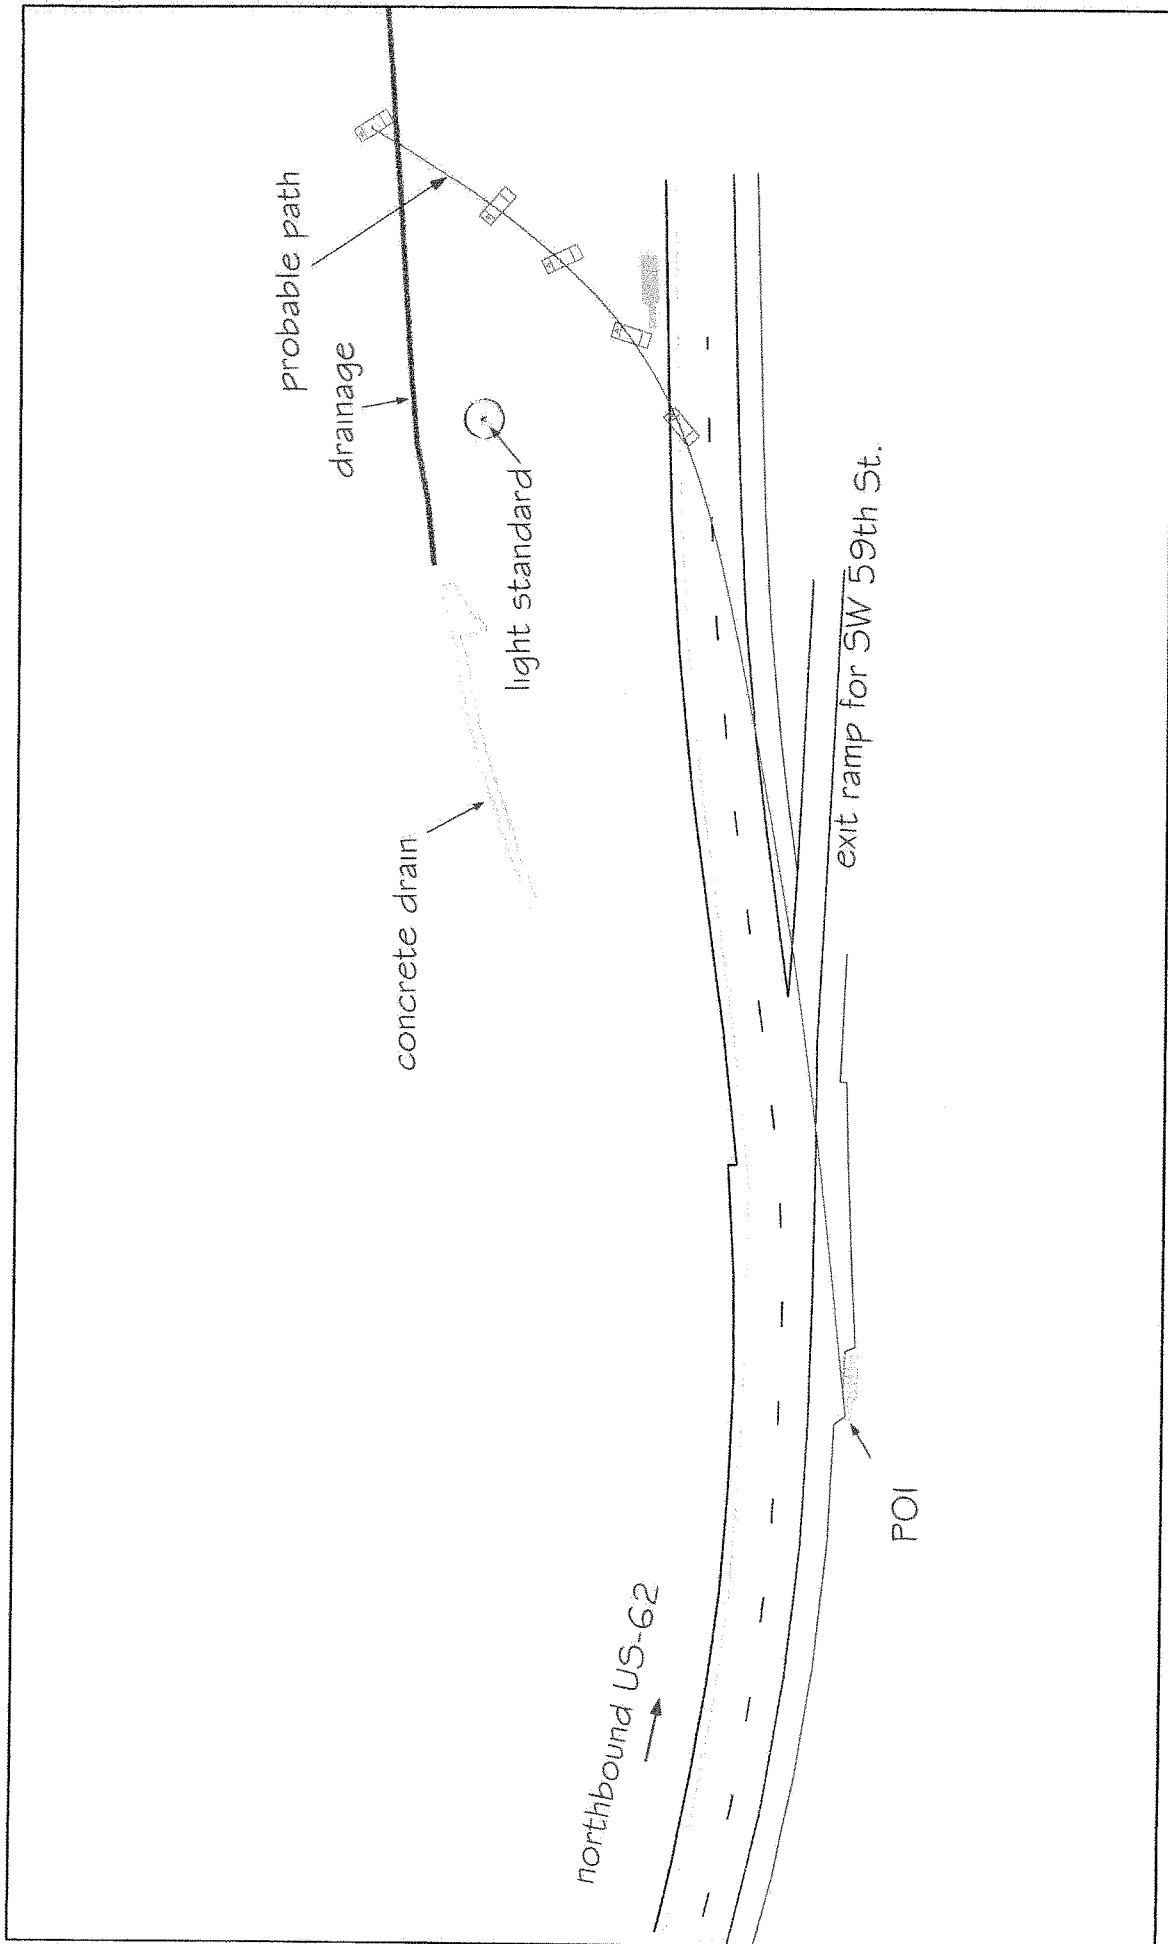 probable path
drainage
light standard
concrete drain
exit ramp for SW 59th St.
northbound US-62
POI